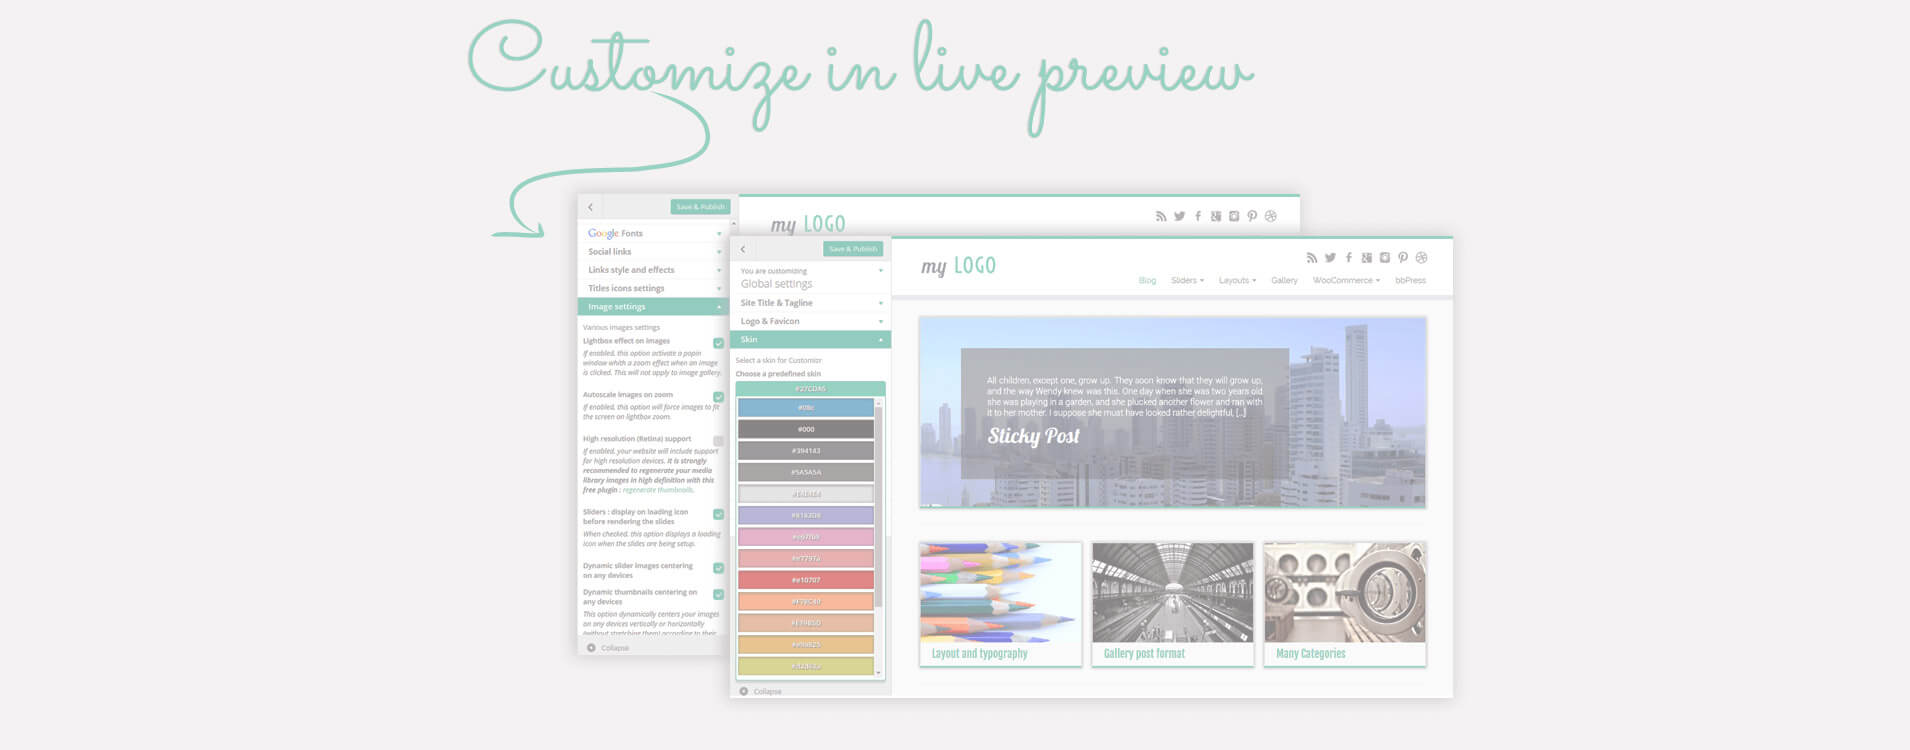 Customize in live preview
Save & Publish
Google Fonts
Social links
Links style and effects
Titles icons settings
Image settings
Various images settings
Lightbox effect on images
If enabled, this option activate a popin
window whith a zoom effect when an image
is clicked. This will not apply to image gallery.
Autoscale images on zoom
If enabled, this option will force images to fit
the screen on lightbox zoom.
High resolution (Retina) support
If enabled, your website will include support
for high resolution devices. It is strongly
recommended to regenerate your media
library images in high definition with this
free plugin : regenerate thumbnails.
Sliders : display on loading icon
before rendering the slides
When checked, this option displays a loading
icon when the slides are being setup.
Dynamic slider images centering
on any devices
Dynamic thumbnails centering on
any devices
This option dynamically centers your images
on any devices vertically or horizontally
(without stretching them) according to their
Collapse
my LOGO
Save & Publish
You are customizing
Global settings
Site Title & Tagline
Logo & Favicon
Skin
Select a skin for Customizr
Choose a predefined skin
#27CDA5
#08c
#000
#394143
#5A5A5A
#e10707
Collapse
my LOGO
Blog Sliders Layouts Gallery WooCommerce bbPress
All children, except one, grow up. They soon know that they will grow up,
and the way Wendy knew was this. One day when she was two years old
she was playing in a garden, and she plucked another flower and ran with
it to her mother. I suppose she must have looked rather delightful, [...]
Sticky Post
Layout and typography
Gallery post format
Many Categories